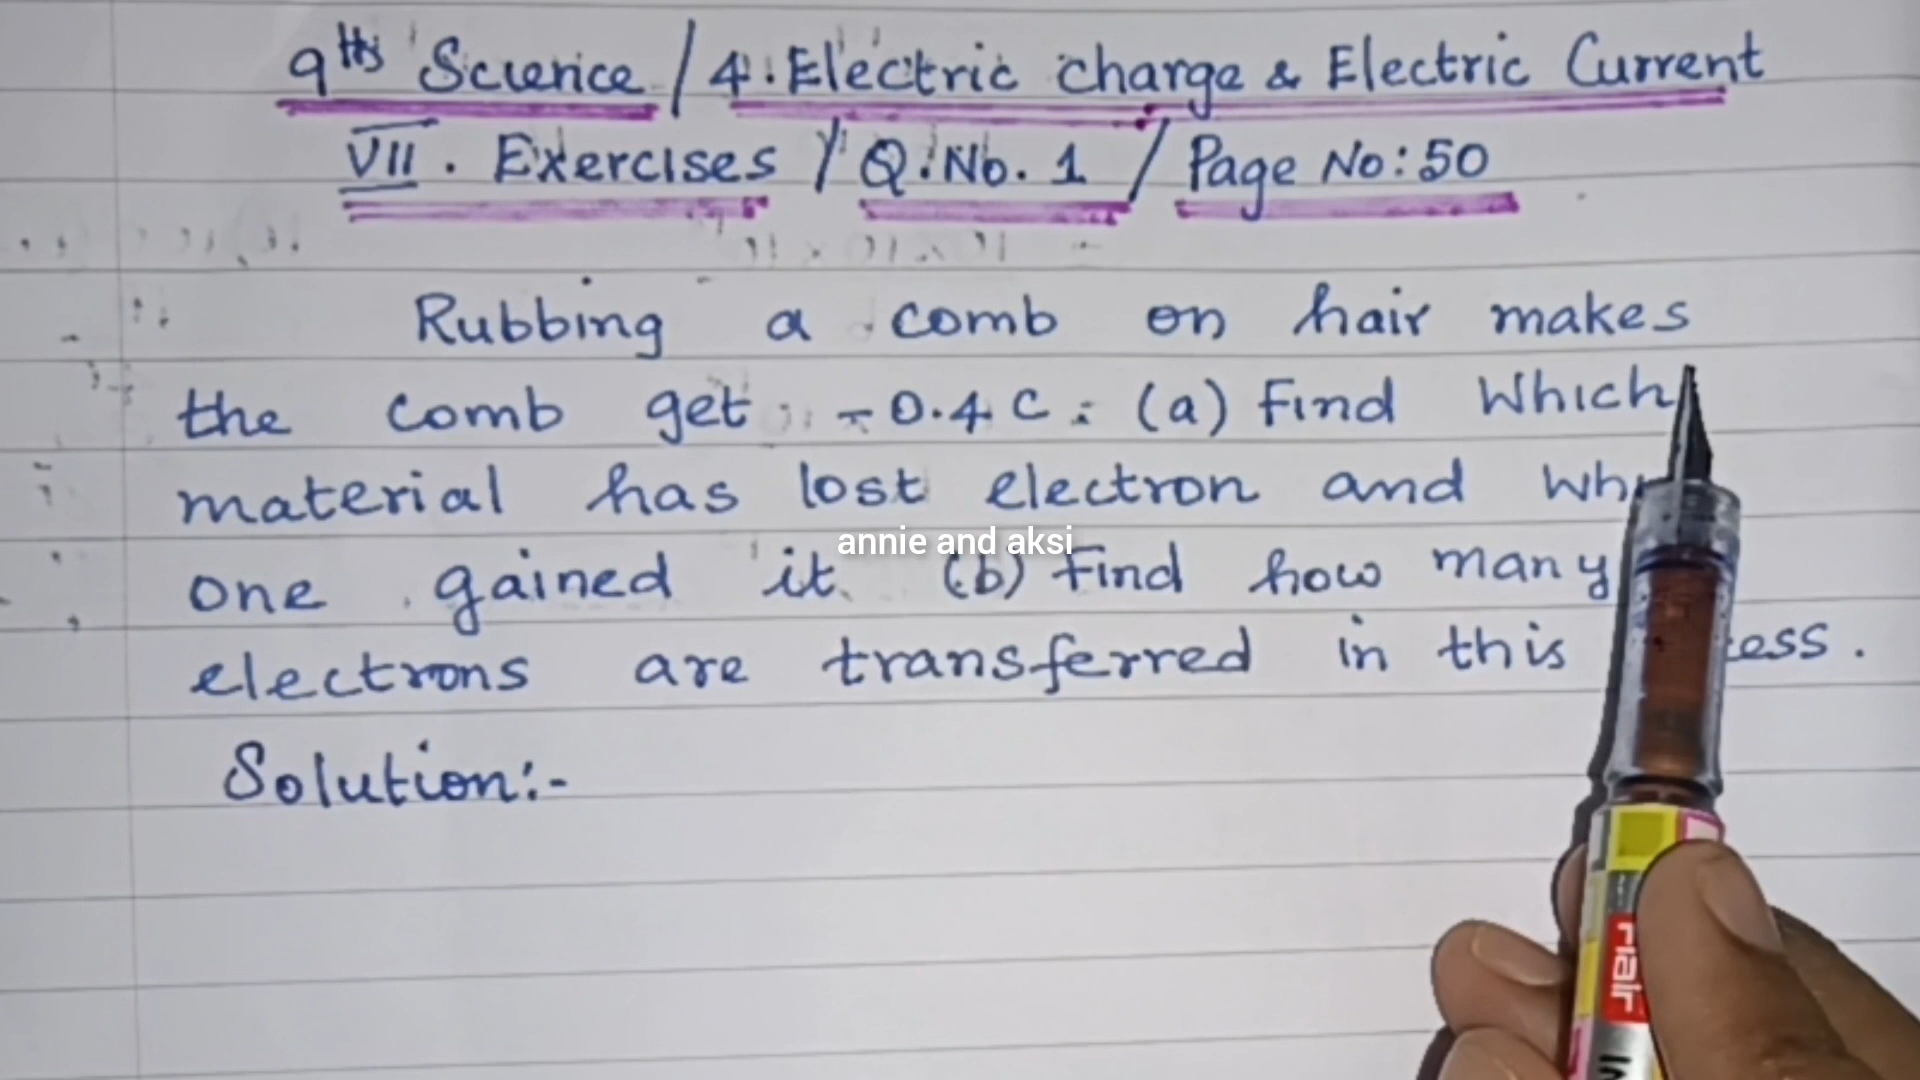 9th Science / 4. Electric charge & Electric Current
VII. Exercises / Q.No. 1 / Page No:50
Rubbing a comb on hair makes
the comb get -0.4 C. (a) Find Which
material has lost electron and
annie and aksi
one gained it. (b) Find how many
electrons are transferred in this
Solution:-
flair